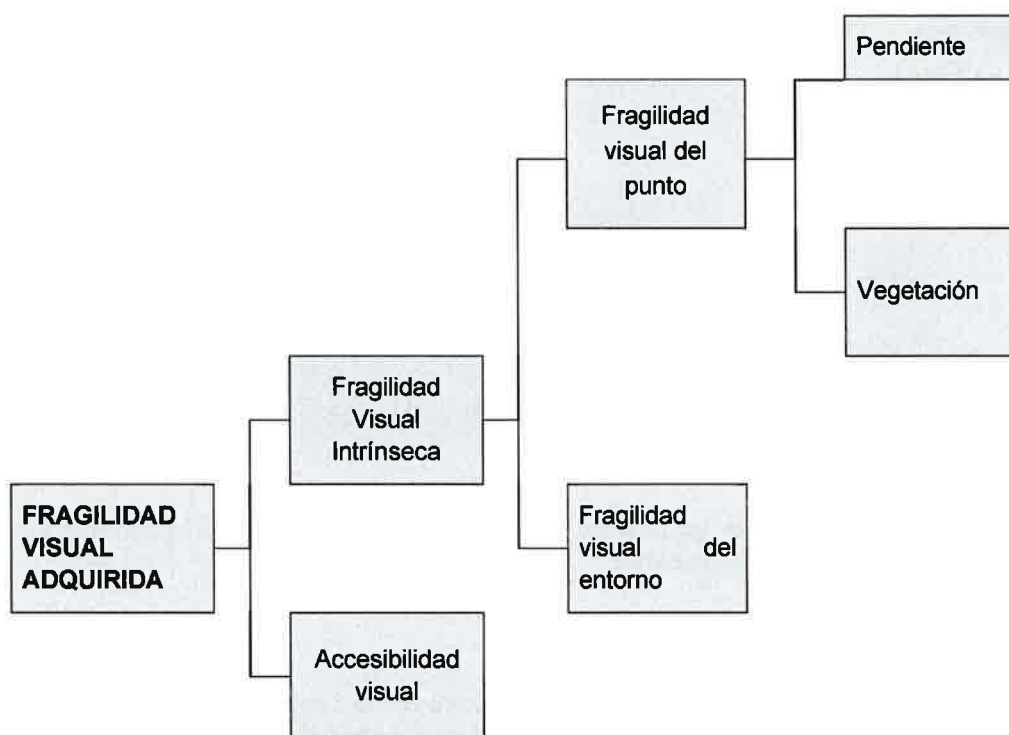 Pendiente
Fragilidad
visual del
punto
Vegetación
Fragilidad
Visual
Intrínseca
FRAGILIDAD
VISUAL
ADQUIRIDA
Fragilidad
visual del
entorno
Accesibilidad
visual